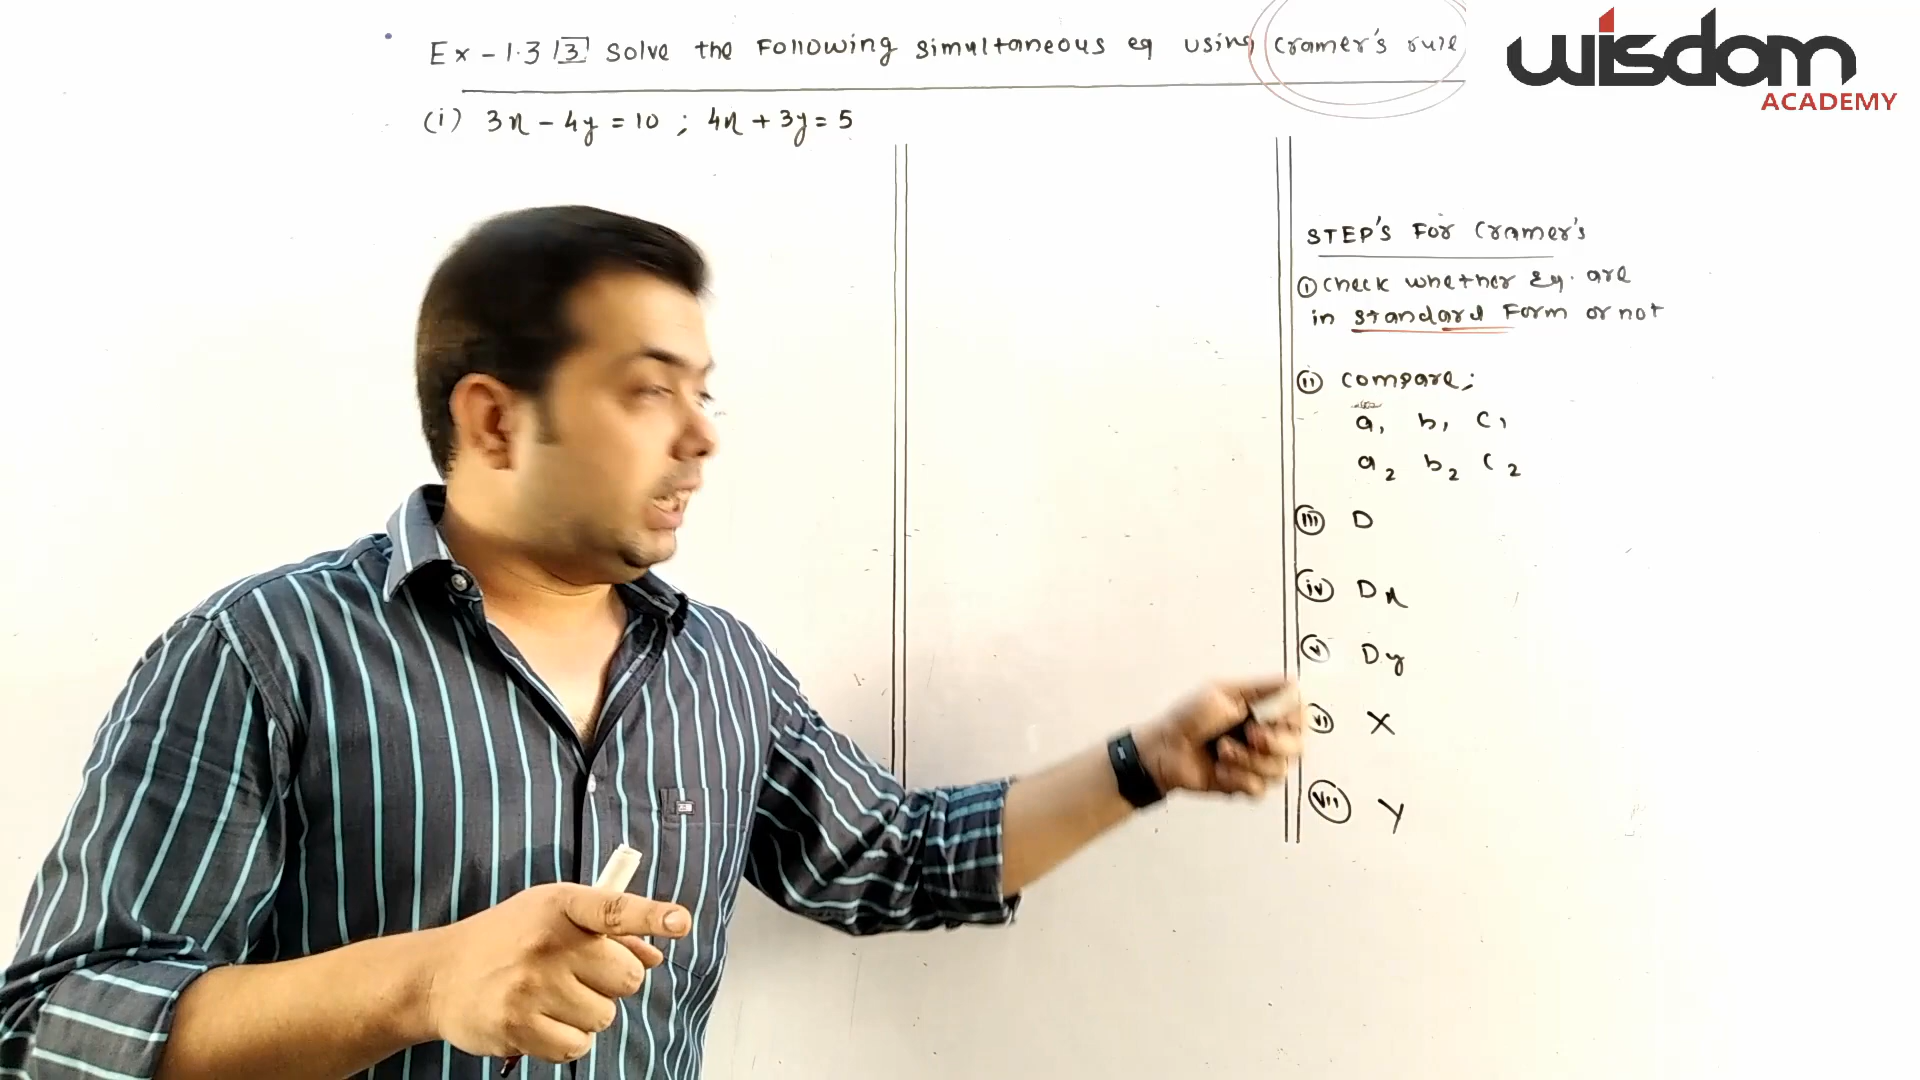 Ex - 1.3 [3] Solve the Following Simultaneous eq using Cramer's rule
(i) 3x - 4y = 10 ; 4x + 3y = 5
wisdom
ACADEMY
STEP'S For Cramer's
(i) Check whether Eq. are
in standard Form or not
(ii) Compare;
a₁ b₁ c₁
a₂ b₂ c₂
(iii) D
(iv) Dx
(v) Dy
(vi) X
(vii) Y